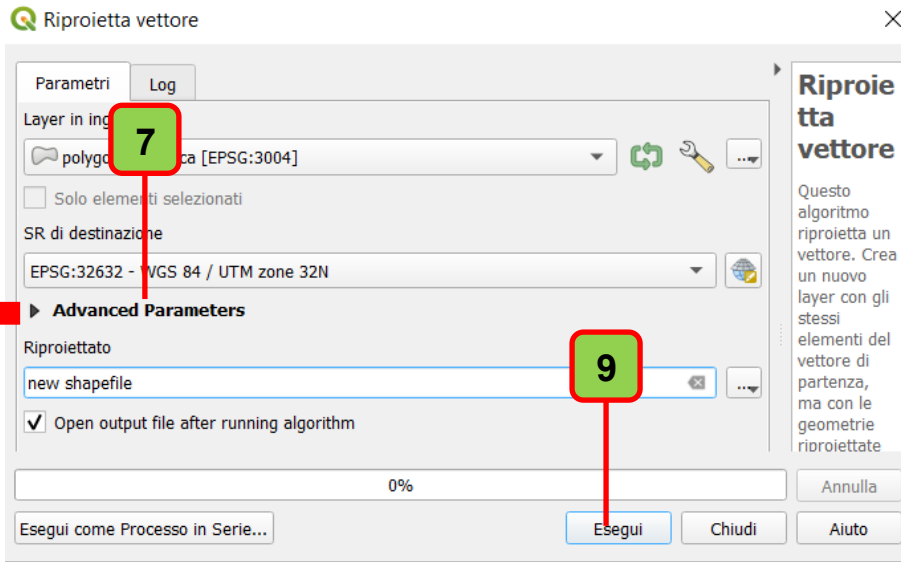 Riproietta vettore
Parametri
Log
Layer in ing
7
polygo ca [EPSG:3004]
...
Solo elementi selezionati
SR di destinazione
EPSG:32632 - WGS 84 / UTM zone 32N
Advanced Parameters
Riproiettato
9
new shapefile
...
Open output file after running algorithm
0%
Annulla
Esegui come Processo in Serie...
Esegui
Chiudi
Aiuto
Riproie
tta
vettore
Questo
algoritmo
riproietta un
vettore. Crea
un nuovo
layer con gli
stessi
elementi del
vettore di
partenza,
ma con le
geometrie
riproiettate